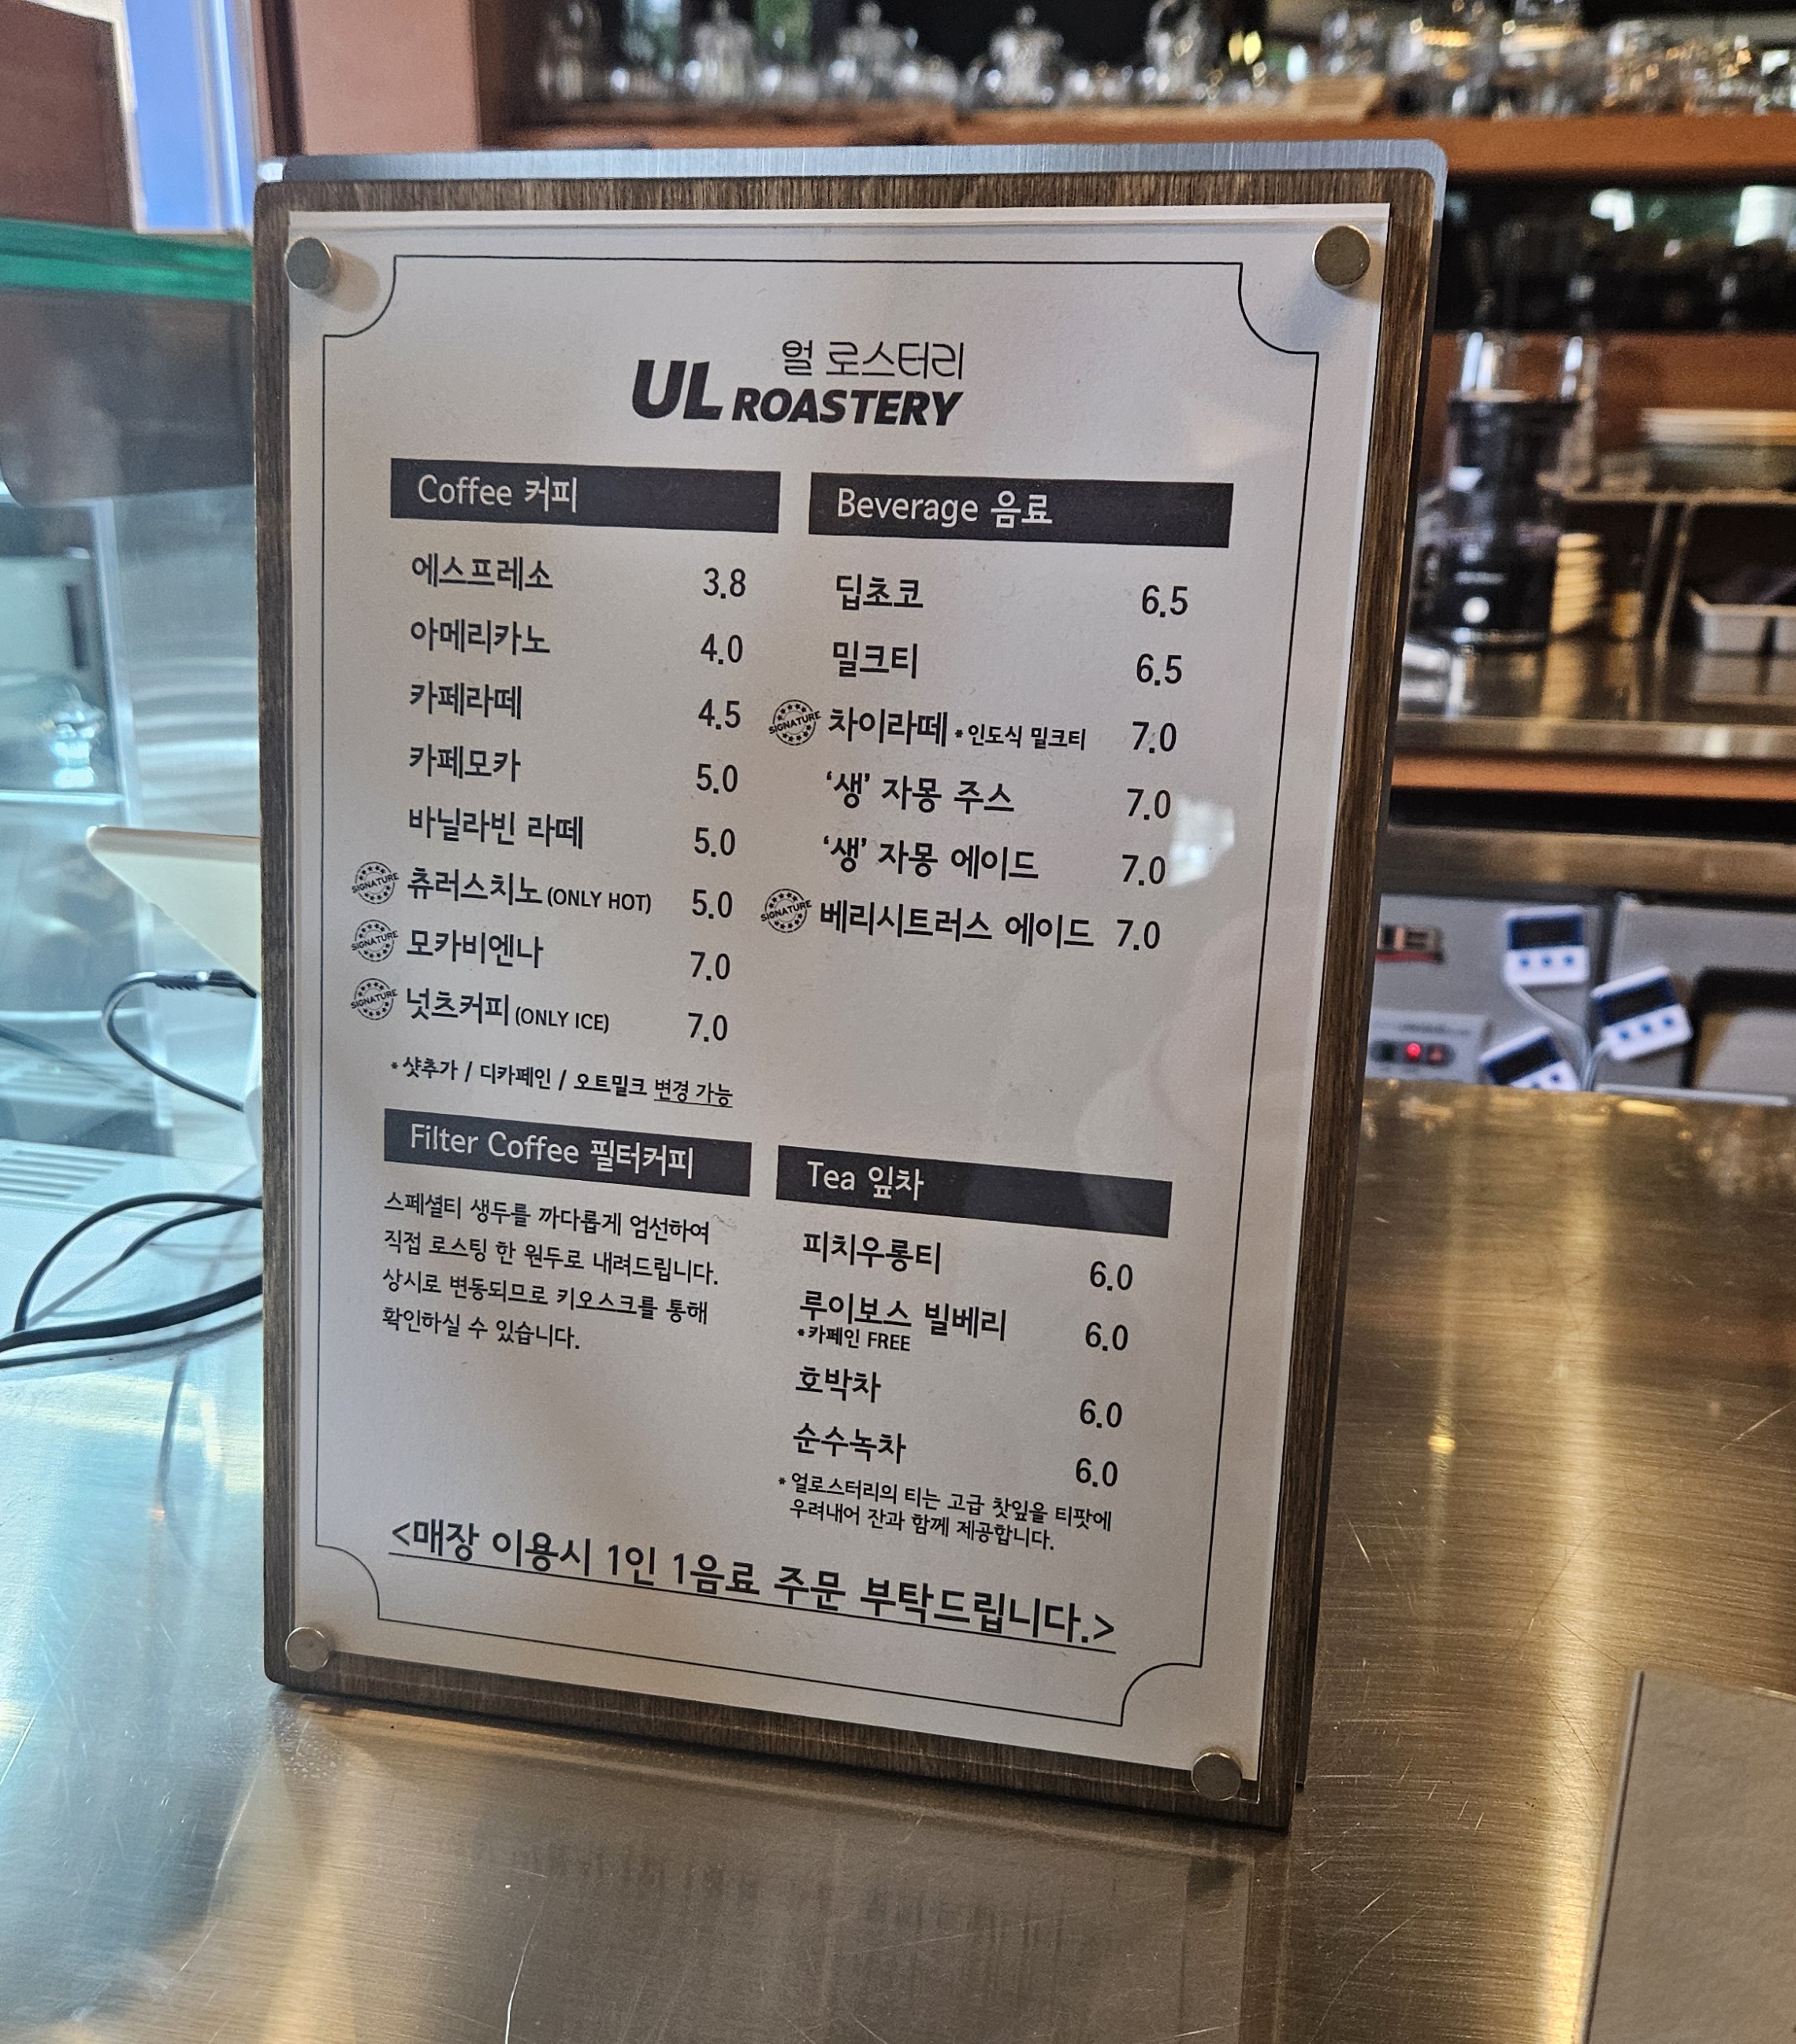 얼 로스터리
UL ROASTERY
Coffee 커피
에스프레소 3.8
아메리카노 4.0
카페라떼 4.5
카페모카 5.0
바닐라빈 라떼 5.0
SIGNATURE 츄러스치노 (ONLY HOT) 5.0
SIGNATURE 모카비엔나 7.0
SIGNATURE 넛츠커피 (ONLY ICE) 7.0
*샷추가 / 디카페인 / 오트밀크 변경 가능
Beverage 음료
딥초코 6.5
밀크티 6.5
SIGNATURE 차이라떼 *인도식 밀크티 7.0
‘생’ 자몽 주스 7.0
‘생’ 자몽 에이드 7.0
SIGNATURE 베리시트러스 에이드 7.0
Filter Coffee 필터커피
스페셜티 생두를 까다롭게 엄선하여
직접 로스팅 한 원두로 내려드립니다.
상시로 변동되므로 키오스크를 통해
확인하실 수 있습니다.
Tea 잎차
피치우롱티 6.0
루이보스 빌베리 6.0
*카페인 FREE
호박차 6.0
순수녹차 6.0
*얼로스터리의 티는 고급 찻잎을 티팟에
우려내어 잔과 함께 제공합니다.
<매장 이용시 1인 1음료 주문 부탁드립니다.>